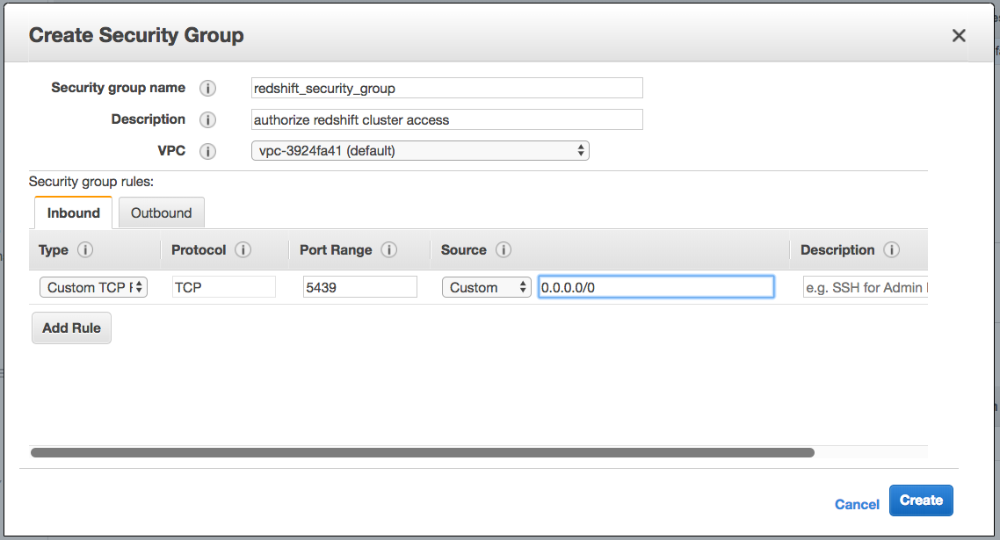 Create Security Group
Security group name i redshift_security_group
Description i authorize redshift cluster access
VPC i vpc-3924fa41 (default)
Security group rules:
Inbound Outbound
Type i Protocol i Port Range i Source i Description i
Custom TCP TCP 5439 Custom 0.0.0.0/0 e.g. SSH for Admin
Add Rule
Cancel Create